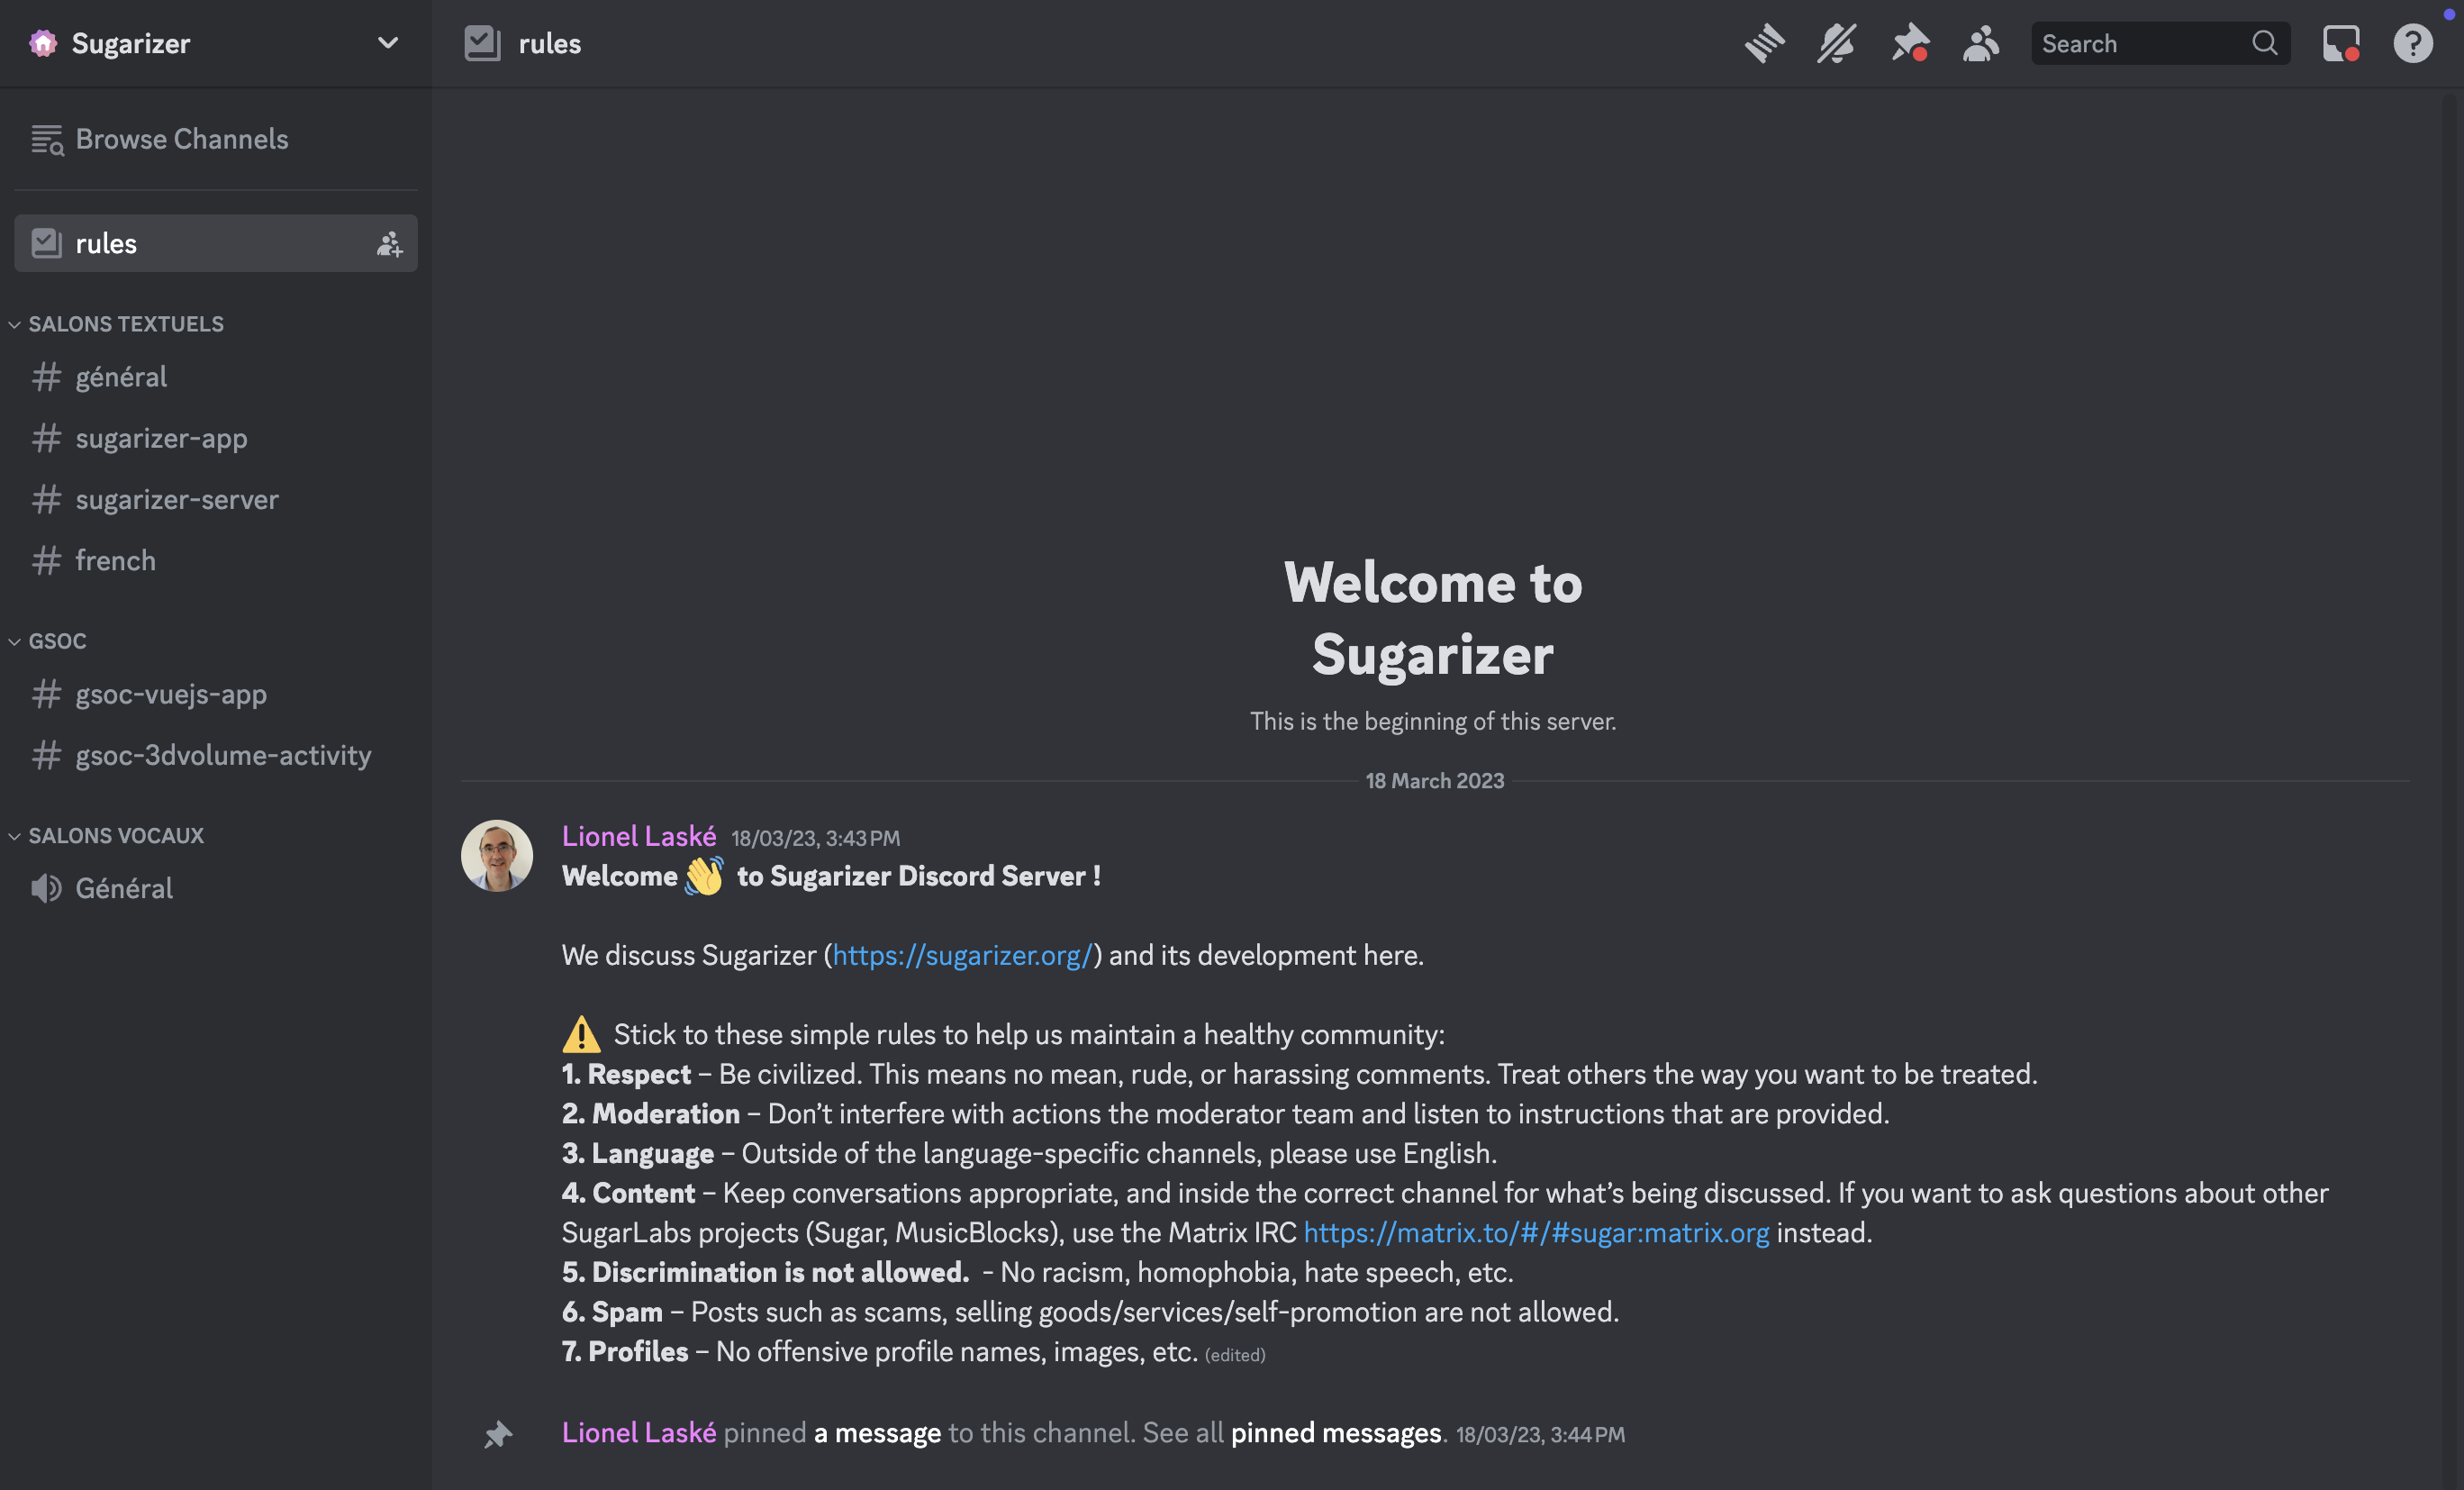 Sugarizer
Browse Channels
rules
SALONS TEXTUELS
général
sugarizer-app
sugarizer-server
french
GSOC
gsoc-vuejs-app
gsoc-3dvolume-activity
SALONS VOCAUX
Général
rules
Search
Welcome to
Sugarizer
This is the beginning of this server.
18 March 2023
Lionel Laské 18/03/23, 3:43 PM
Welcome 👋 to Sugarizer Discord Server !
We discuss Sugarizer (https://sugarizer.org/) and its development here.
⚠️ Stick to these simple rules to help us maintain a healthy community:
1. Respect – Be civilized. This means no mean, rude, or harassing comments. Treat others the way you want to be treated.
2. Moderation – Don’t interfere with actions the moderator team and listen to instructions that are provided.
3. Language – Outside of the language-specific channels, please use English.
4. Content – Keep conversations appropriate, and inside the correct channel for what’s being discussed. If you want to ask questions about other
SugarLabs projects (Sugar, MusicBlocks), use the Matrix IRC https://matrix.to/#/#sugar:matrix.org instead.
5. Discrimination is not allowed. - No racism, homophobia, hate speech, etc.
6. Spam – Posts such as scams, selling goods/services/self-promotion are not allowed.
7. Profiles – No offensive profile names, images, etc. (edited)
Lionel Laské pinned a message to this channel. See all pinned messages. 18/03/23, 3:44 PM